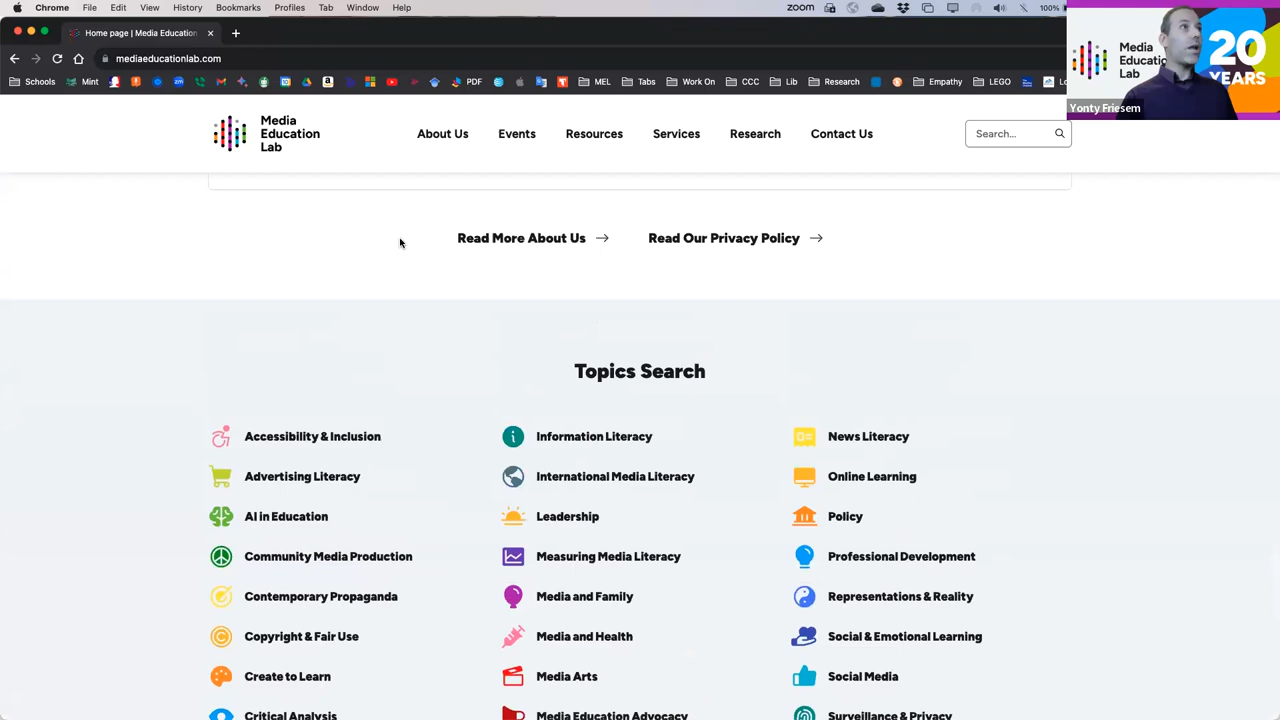 Chrome File Edit View History Bookmarks Profiles Tab Window Help zoom 100%
Home page | Media Education
mediaeducationlab.com
Schools Mint PDF MEL Tabs Work On CCC Lib Research Empathy LEGO
Media
Education
Lab
20
YEARS
Yonty Friesem
Media
Education
Lab
About Us Events Resources Services Research Contact Us Search...
Read More About Us Read Our Privacy Policy
Topics Search
Accessibility & Inclusion Information Literacy News Literacy
Advertising Literacy International Media Literacy Online Learning
AI in Education Leadership Policy
Community Media Production Measuring Media Literacy Professional Development
Contemporary Propaganda Media and Family Representations & Reality
Copyright & Fair Use Media and Health Social & Emotional Learning
Create to Learn Media Arts Social Media
Critical Analysis Media Education Advocacy Surveillance & Privacy